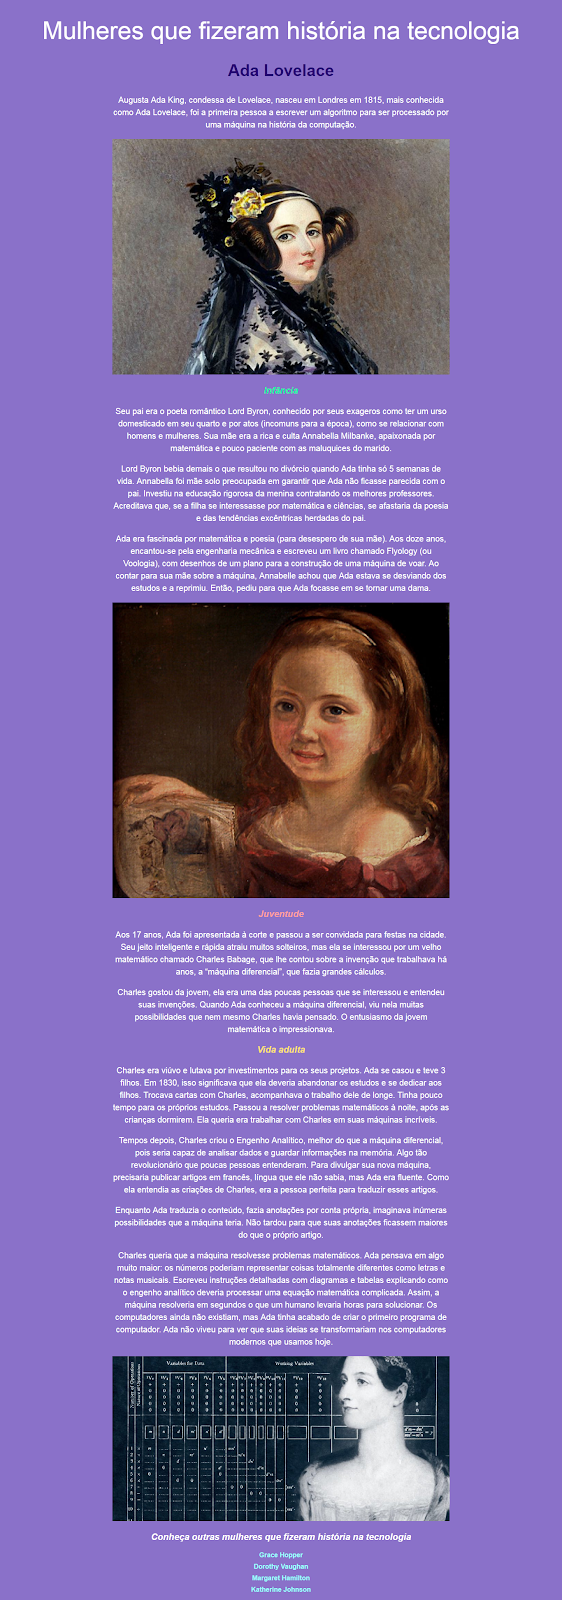 Mulheres que fizeram história na tecnologia
Ada Lovelace
Augusta Ada King, condessa de Lovelace, nasceu em Londres em 1815, mais conhecida
como Ada Lovelace, foi a primeira pessoa a escrever um algoritmo para ser processado por
uma máquina na história da computação.
Infância
Seu pai era o poeta romântico Lord Byron, conhecido por seus exageros como ter um urso
domesticado em seu quarto e por atos (incomuns para a época), como se relacionar com
homens e mulheres. Sua mãe era a rica e culta Annabella Milbanke, apaixonada por
matemática e pouco paciente com as maluquices do marido.
Lord Byron bebia demais o que resultou no divórcio quando Ada tinha só 5 semanas de
vida. Annabella foi mãe solo preocupada em garantir que Ada não ficasse parecida com o
pai. Investiu na educação rigorosa da menina contratando os melhores professores.
Acreditava que, se a filha se interessasse por matemática e ciências, se afastaria da poesia
e das tendências excêntricas herdadas do pai.
Ada era fascinada por matemática e poesia (para desespero de sua mãe). Aos doze anos,
encantou-se pela engenharia mecânica e escreveu um livro chamado Flyology (ou
Voologia), com desenhos de um plano para a construção de uma máquina de voar. Ao
contar para sua mãe sobre a máquina, Annabelle achou que Ada estava se desviando dos
estudos e a reprimiu. Então, pediu para que Ada focasse em se tornar uma dama.
Juventude
Aos 17 anos, Ada foi apresentada à corte e passou a ser convidada para festas na cidade.
Seu jeito inteligente e rápida atraiu muitos solteiros, mas ela se interessou por um velho
matemático chamado Charles Babage, que lhe contou sobre a invenção que trabalhava há
anos, a "máquina diferencial", que fazia grandes cálculos.
Charles gostou da jovem, ela era uma das poucas pessoas que se interessou e entendeu
suas invenções. Quando Ada conheceu a máquina diferencial, viu nela muitas
possibilidades que nem mesmo Charles havia pensado. O entusiasmo da jovem
matemática o impressionava.
Vida adulta
Charles era viúvo e lutava por investimentos para os seus projetos. Ada se casou e teve 3
filhos. Em 1830, isso significava que ela deveria abandonar os estudos e se dedicar aos
filhos. Trocava cartas com Charles, acompanhava o trabalho dele de longe. Tinha pouco
tempo para os próprios estudos. Passou a resolver problemas matemáticos à noite, após as
crianças dormirem. Ela queria era trabalhar com Charles em suas máquinas incríveis.
Tempos depois, Charles criou o Engenho Analítico, melhor do que a máquina diferencial,
pois seria capaz de analisar dados e guardar informações na memória. Algo tão
revolucionário que poucas pessoas entenderam. Para divulgar sua nova máquina,
precisaria publicar artigos em francês, língua que ele não sabia, mas Ada era fluente. Como
ela entendia as criações de Charles, era a pessoa perfeita para traduzir esses artigos.
Enquanto Ada traduzia o conteúdo, fazia anotações por conta própria, imaginava inúmeras
possibilidades que a máquina teria. Não tardou para que suas anotações ficassem maiores
do que o próprio artigo.
Charles queria que a máquina resolvesse problemas matemáticos. Ada pensava em algo
muito maior: os números poderiam representar coisas totalmente diferentes como letras e
notas musicais. Escreveu instruções detalhadas com diagramas e tabelas explicando como
o engenho analítico deveria processar uma equação matemática complicada. Assim, a
máquina resolveria em segundos o que um humano levaria horas para solucionar. Os
computadores ainda não existiam, mas Ada tinha acabado de criar o primeiro programa de
computador. Ada não viveu para ver que suas ideias se transformariam nos computadores
modernos que usamos hoje.
Variables for Data
Working Variables
Number of Operations
Conheça outras mulheres que fizeram história na tecnologia
Grace Hopper
Dorothy Vaughan
Margaret Hamilton
Katherine Johnson